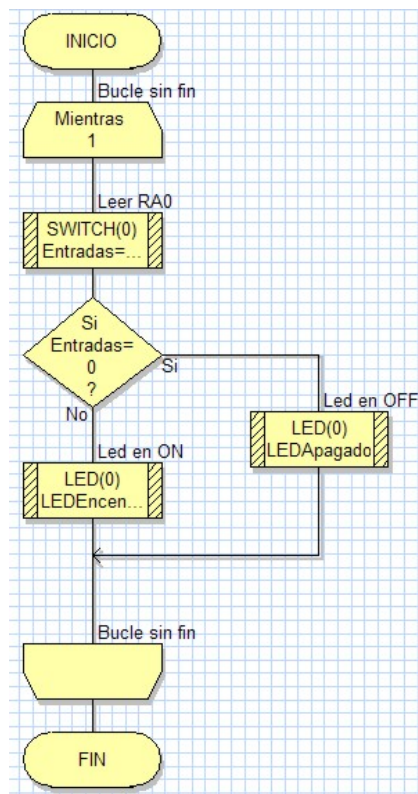 INICIO
Bucle sin fin
Mientras
1
Leer RA0
SWITCH(0)
Entradas=...
Si
Entradas=
0
?
Si
No
Led en OFF
LED(0)
LEDApagado
Led en ON
LED(0)
LEDEncen...
Bucle sin fin
FIN